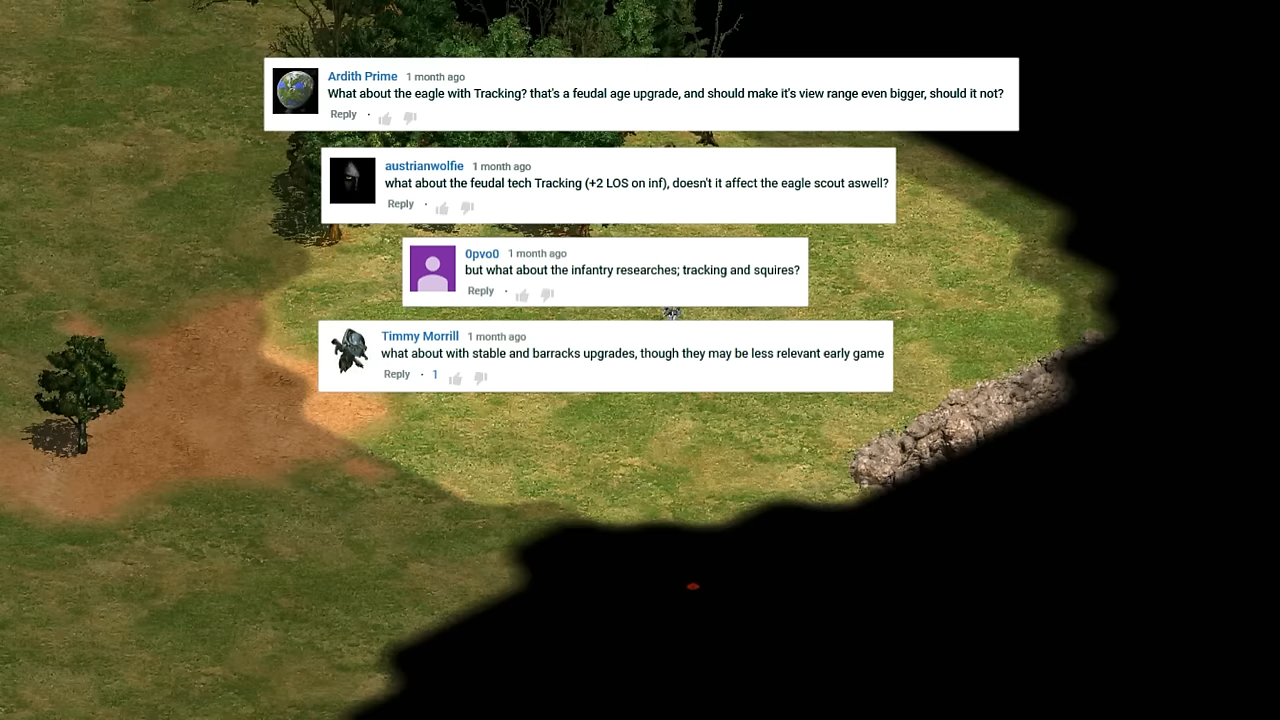 Ardith Prime 1 month ago
What about the eagle with Tracking? that's a feudal age upgrade, and should make it's view range even bigger, should it not?
Reply ·
austrianwolfie 1 month ago
what about the feudal tech Tracking (+2 LOS on inf), doesn't it affect the eagle scout aswell?
Reply ·
0pvo0 1 month ago
but what about the infantry researches; tracking and squires?
Reply ·
Timmy Morrill 1 month ago
what about with stable and barracks upgrades, though they may be less relevant early game
Reply · 1